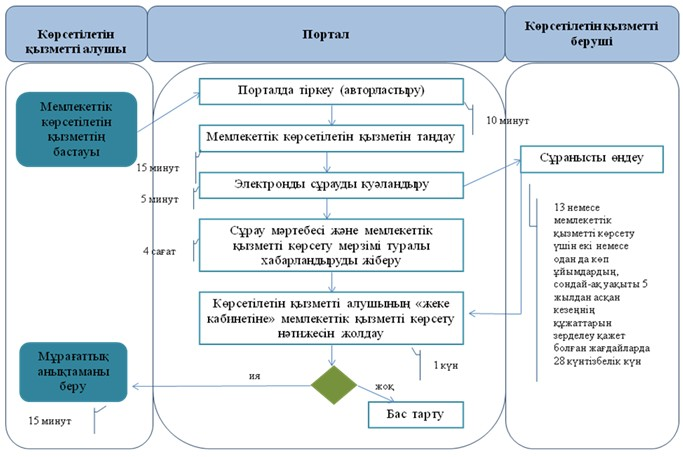 Көрсетілетін
қызметті алушы
Портал
Көрсетілетін қызметті
беруші
Мемлекеттік
көрсетілетін
қызметтің
бастауы
Порталда тіркеу (авторластыру)
10 минут
Мемлекеттік көрсетілетін қызметін таңдау
15 минут
Электронды сұрауды куәландыру
5 минут
Сұранысты өңдеу
Сұрау мәртебесі және мемлекеттік
қызметті көрсету мерзімі туралы
хабарландыруды жіберу
4 сағат
13 немесе
мемлекеттік
қызметті көрсету
үшін екі немесе
одан да көп
ұйымдардың,
сондай-ақ уақыты 5
жылдан асқан
кезеңнің
құжаттарын
зерделеу қажет
болған жағдайларда
28 күнтізбелік күн
Көрсетілетін қызметті алушының «жеке
кабинетіне» мемлекеттік қызметті көрсету
нәтижесін жолдау
1 күн
Мұрағаттық
анықтаманы
беру
ия
жоқ
Бас тарту
15 минут